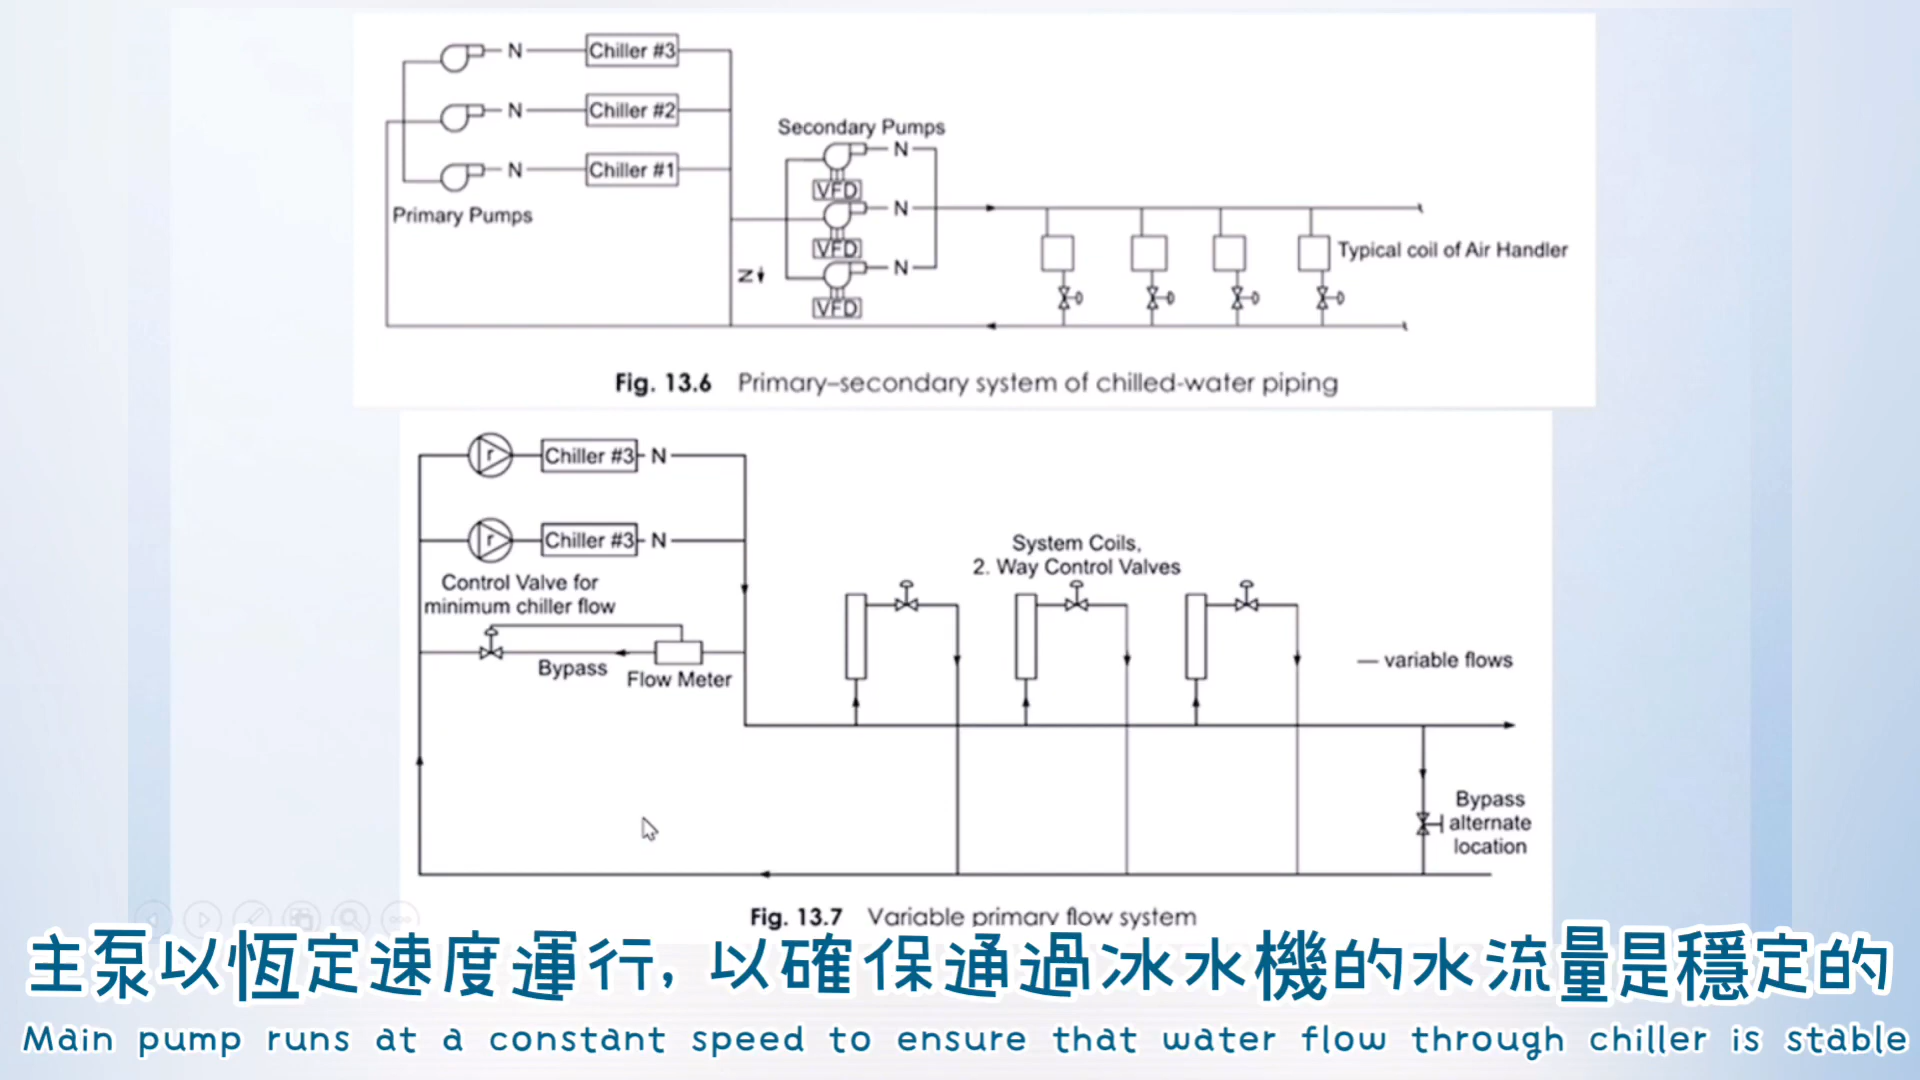 N Chiller #3
N Chiller #2
Secondary Pumps
N
N Chiller #1
VFD
Primary Pumps
N
Typical coil of Air Handler
VFD
N
N
VFD
Fig. 13.6 Primary–secondary system of chilled-water piping
r Chiller #3 N
r Chiller #3 N
System Coils,
2. Way Control Valves
Control Valve for
minimum chiller flow
Bypass
Flow Meter
— variable flows
Bypass
alternate
location
Fig. 13.7 Variable primary flow system
主泵以恆定速度運行, 以確保通過冰水機的水流量是穩定的
Main pump runs at a constant speed to ensure that water flow through chiller is stable